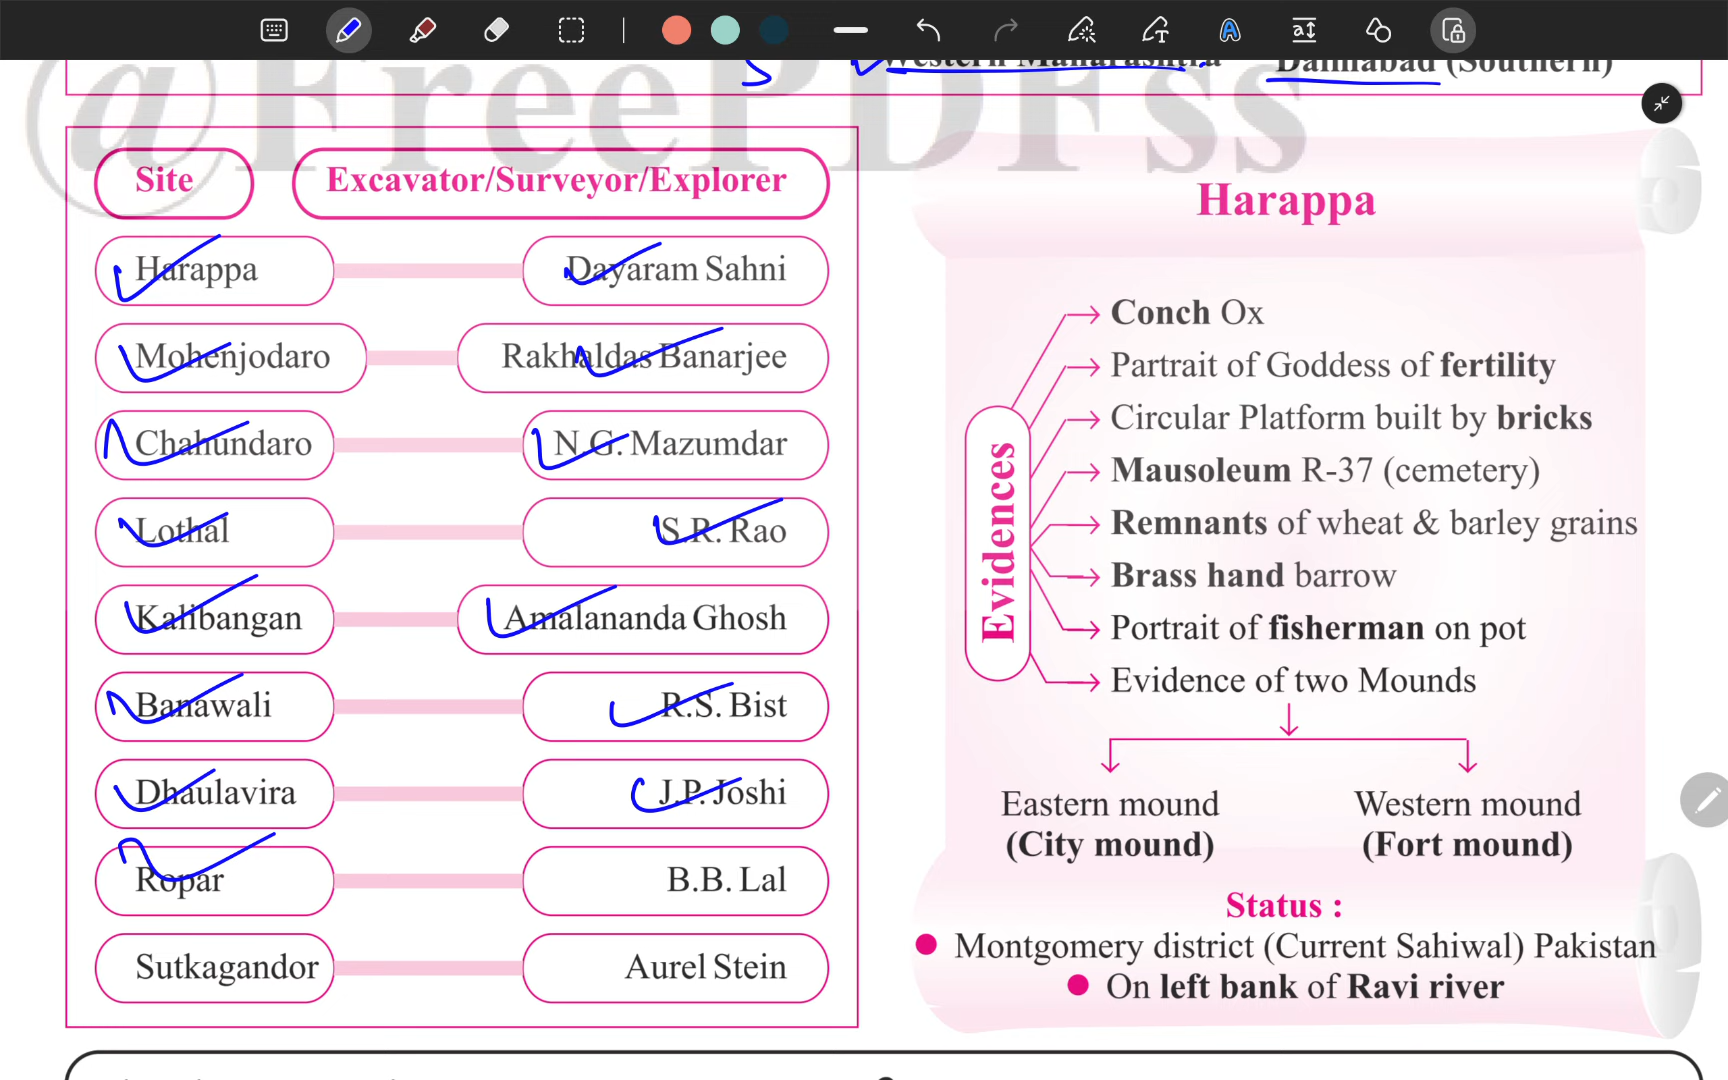 Western Maharashtra
Daimabad (Southern)
@FreePDFss
Site
Excavator/Surveyor/Explorer
Harappa
Dayaram Sahni
Mohenjodaro
Rakhaldas Banarjee
Chahundaro
N.G. Mazumdar
Lothal
S.R. Rao
Kalibangan
Amalananda Ghosh
Banawali
R.S. Bist
Dhaulavira
J.P. Joshi
Ropar
B.B. Lal
Sutkagandor
Aurel Stein
Harappa
Evidences
Conch Ox
Partrait of Goddess of fertility
Circular Platform built by bricks
Mausoleum R-37 (cemetery)
Remnants of wheat & barley grains
Brass hand barrow
Portrait of fisherman on pot
Evidence of two Mounds
Eastern mound
(City mound)
Western mound
(Fort mound)
Status :
Montgomery district (Current Sahiwal) Pakistan
On left bank of Ravi river